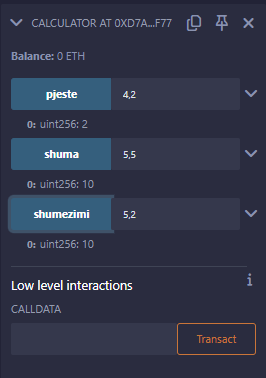 CALCULATOR AT 0XD7A...F77
Balance: 0 ETH
pjeste 4,2
0: uint256: 2
shuma 5,5
0: uint256: 10
shumezimi 5,2
0: uint256: 10
Low level interactions
CALLDATA
Transact